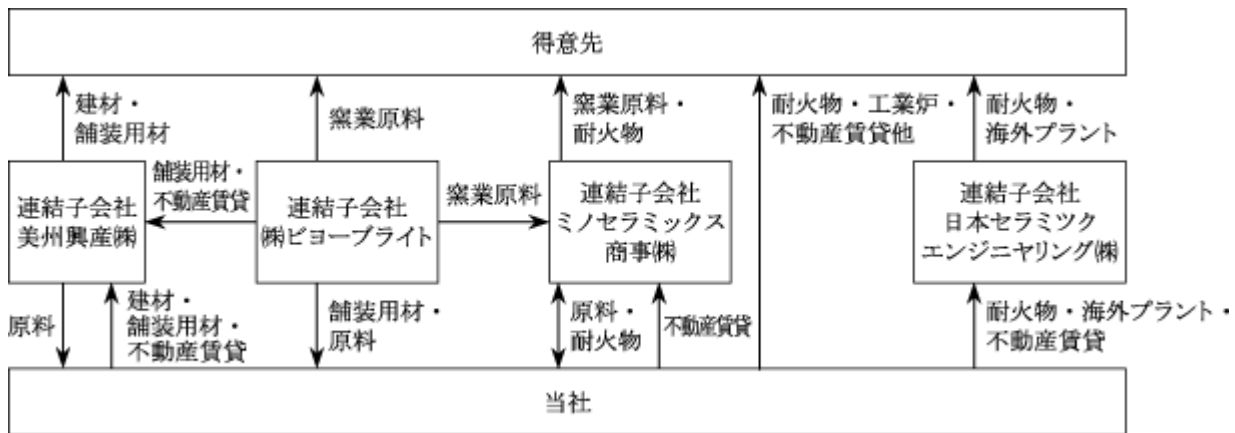 得意先
建材・
舗装用材
窯業原料
窯業原料・
耐火物
耐火物・工業炉・
不動産賃貸他
耐火物・
海外プラント
連結子会社
美州興産㈱
舗装用材・
不動産賃貸
連結子会社
㈱ビヨーブライト
窯業原料
連結子会社
ミノセラミックス
商事㈱
連結子会社
日本セラミツク
エンジニヤリング㈱
原料
建材・
舗装用材・
不動産賃貸
舗装用材・
原料
原料・
耐火物
不動産賃貸
耐火物・海外プラント・
不動産賃貸
当社